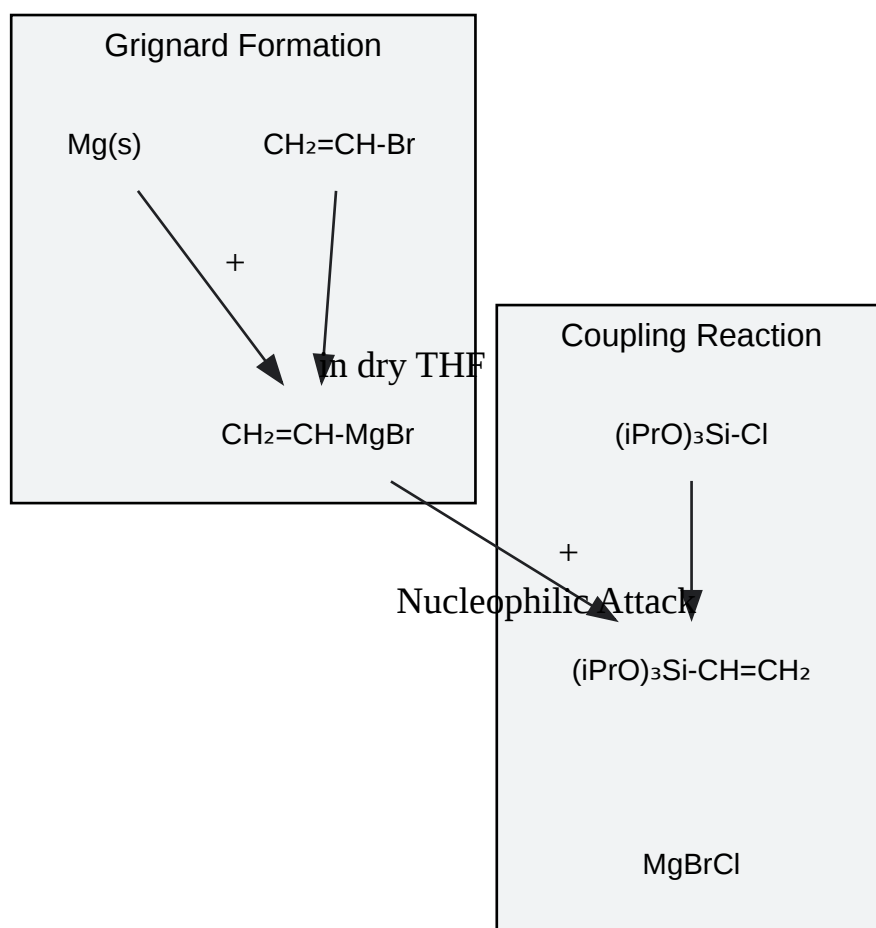 Grignard Formation
Mg(s)
CH₂=CH-Br
+
in dry THF
CH₂=CH-MgBr
Coupling Reaction
(iPrO)₃Si-Cl
+
Nucleophilic Attack
(iPrO)₃Si-CH=CH₂
MgBrCl